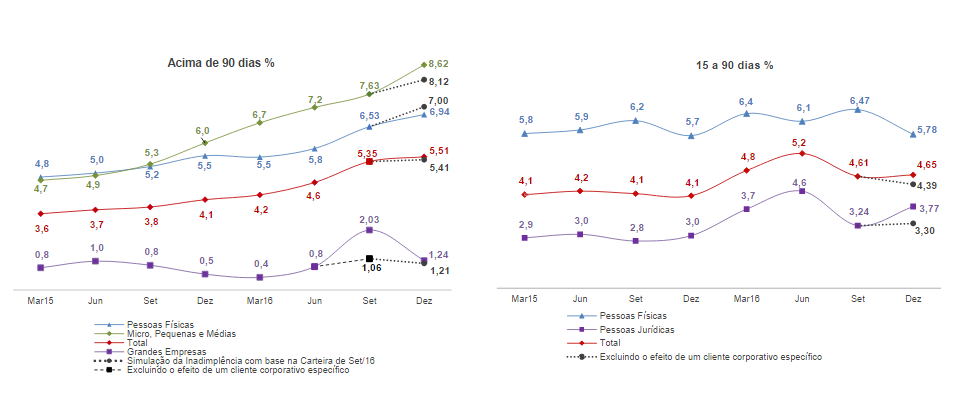 Acima de 90 dias %
8,62
8,12
7,63
7,00
7,2
6,94
6,7
6,53
6,0
5,3
5,5
5,5
5,8
5,51
5,35
5,41
4,8
5,0
5,2
4,7
4,9
4,6
4,2
4,1
3,8
3,7
3,6
2,03
0,8
1,0
0,8
0,5
0,4
0,8
1,24
1,06
1,21
Mar15 Jun Set Dez Mar16 Jun Set Dez
Pessoas Físicas
Micro, Pequenas e Médias
Total
Grandes Empresas
Simulação da Inadimplência com base na Carteira de Set/16
Excluindo o efeito de um cliente corporativo específico
15 a 90 dias %
5,8 5,9 6,2 5,7 6,4 6,1 6,47 5,78
4,1 4,2 4,1 4,1 4,8 5,2 4,61 4,65
4,39
2,9 3,0 2,8 3,0 3,7 4,6 3,24 3,77
3,30
Mar15 Jun Set Dez Mar16 Jun Set Dez
Pessoas Físicas
Pessoas Jurídicas
Total
Excluindo o efeito de um cliente corporativo específico